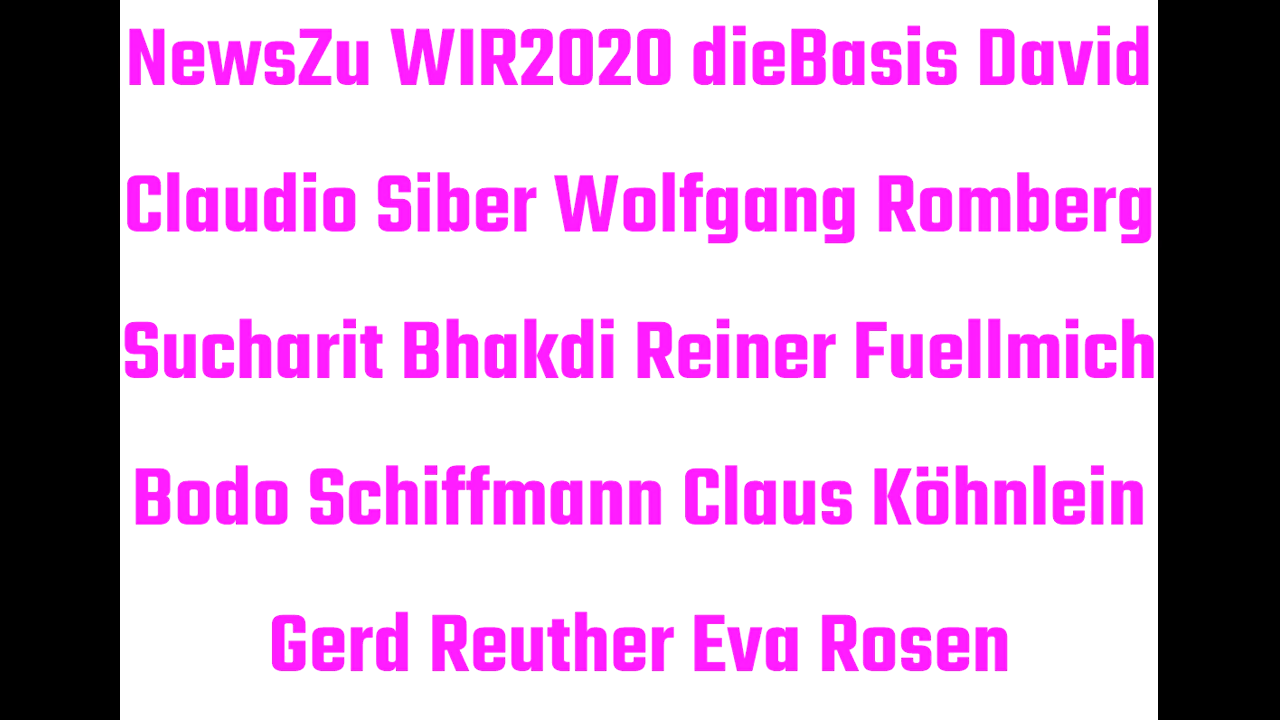 NewsZu WIR2020 dieBasis David
Claudio Siber Wolfgang Romberg
Sucharit Bhakdi Reiner Fuellmich
Bodo Schiffmann Claus Köhnlein
Gerd Reuther Eva Rosen